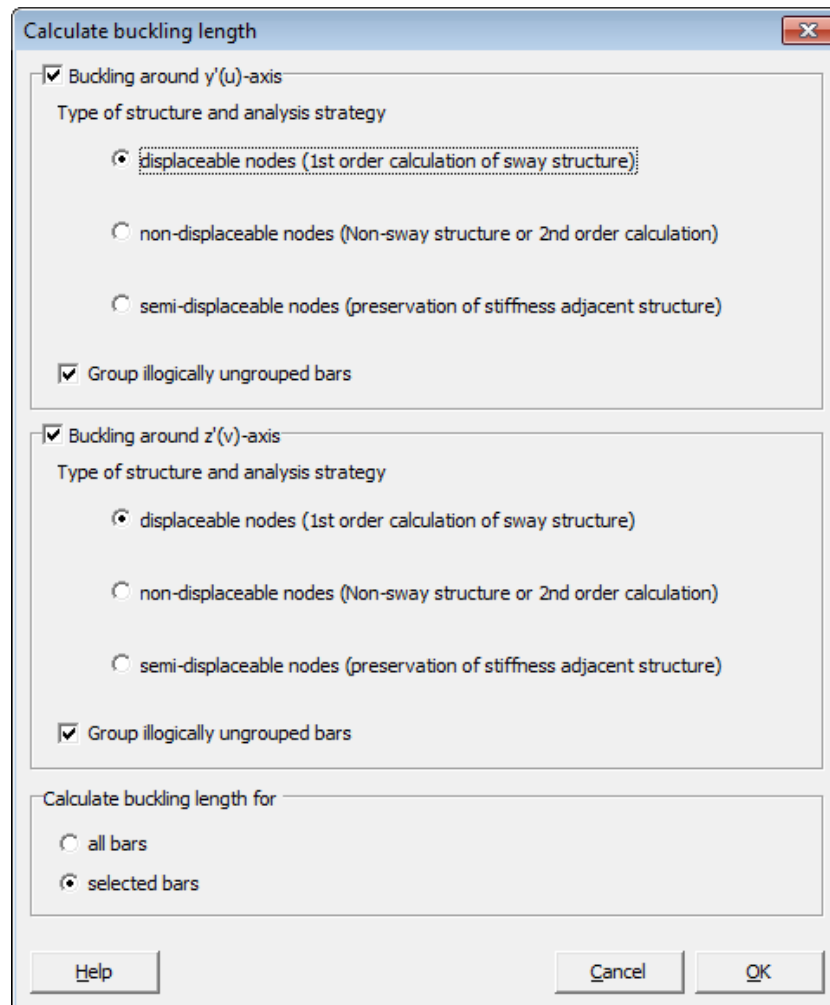 Calculate buckling length
Buckling around y'(u)-axis
Type of structure and analysis strategy
displaceable nodes (1st order calculation of sway structure)
non-displaceable nodes (Non-sway structure or 2nd order calculation)
semi-displaceable nodes (preservation of stiffness adjacent structure)
Group illogically ungrouped bars
Buckling around z'(v)-axis
Type of structure and analysis strategy
displaceable nodes (1st order calculation of sway structure)
non-displaceable nodes (Non-sway structure or 2nd order calculation)
semi-displaceable nodes (preservation of stiffness adjacent structure)
Group illogically ungrouped bars
Calculate buckling length for
all bars
selected bars
Help Cancel OK